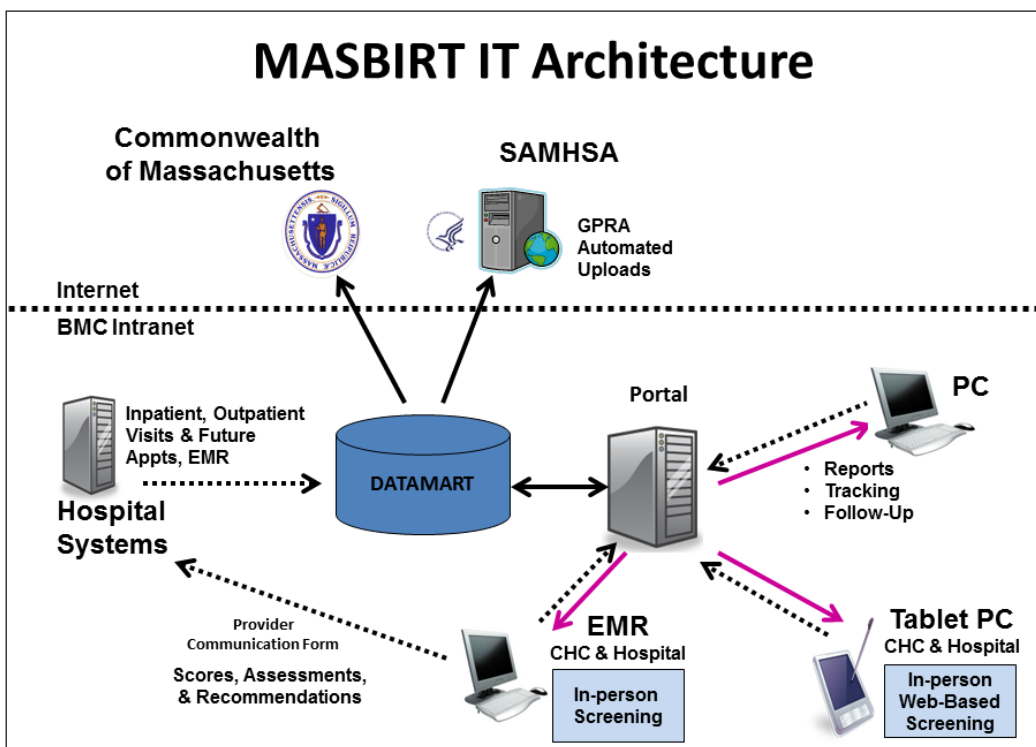 MASBIRT IT Architecture
Commonwealth
of Massachusetts
SAMHSA
GPRA
Automated
Uploads
Internet
BMC Intranet
Inpatient, Outpatient
Visits & Future
Appts, EMR
Hospital
Systems
DATAMART
Portal
PC
• Reports
• Tracking
• Follow-Up
Provider
Communication Form
Scores, Assessments,
& Recommendations
EMR
CHC & Hospital
In-person
Screening
Tablet PC
CHC & Hospital
In-person
Web-Based
Screening